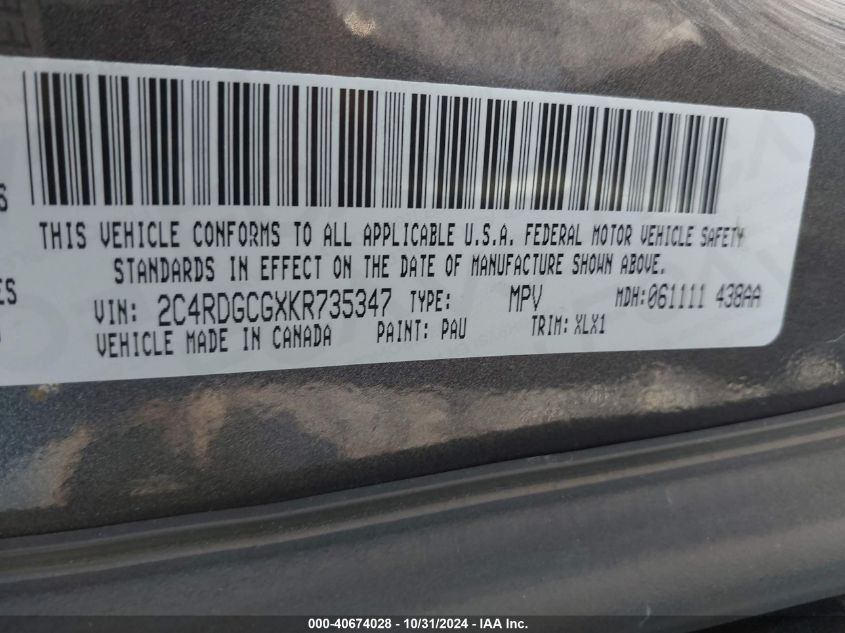 S
THIS VEHICLE CONFORMS TO ALL APPLICABLE U.S.A. FEDERAL MOTOR VEHICLE SAFETY
STANDARDS IN EFFECT ON THE DATE OF MANUFACTURE SHOWN ABOVE.
ES
VIN: 2C4RDGCGXKR735347 TYPE: MPV MDH:061111 438AA
VEHICLE MADE IN CANADA PAINT: PAU TRIM: XLX1
000-40674028 - 10/31/2024 - IAA Inc.